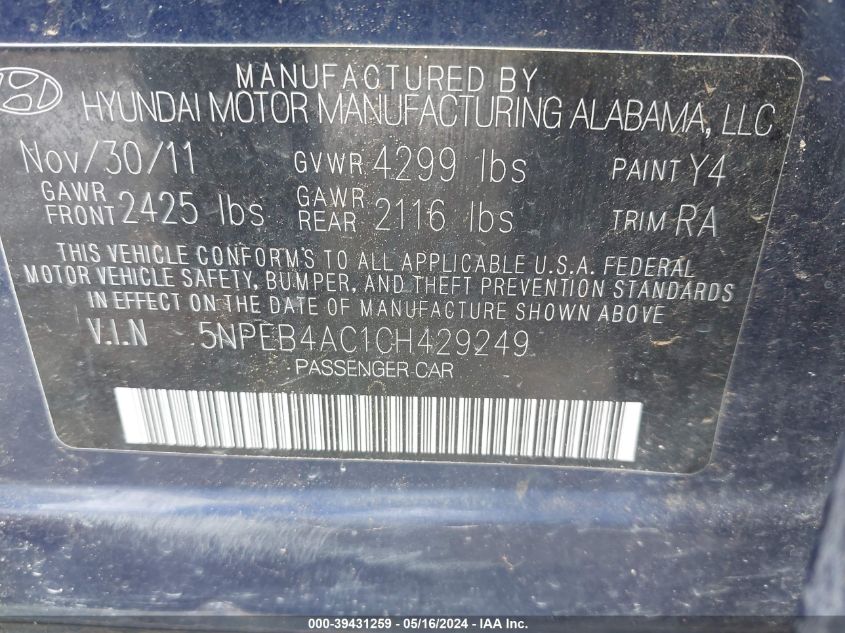 MANUFACTURED BY
HYUNDAI MOTOR MANUFACTURING ALABAMA, LLC
Nov/30/11 GVWR 4299 lbs PAINT Y4
GAWR FRONT 2425 lbs GAWR REAR 2116 lbs TRIM RA
THIS VEHICLE CONFORMS TO ALL APPLICABLE U.S.A. FEDERAL
MOTOR VEHICLE SAFETY, BUMPER, AND THEFT PREVENTION STANDARDS
IN EFFECT ON THE DATE OF MANUFACTURE SHOWN ABOVE.
V.I.N 5NPEB4AC1CH429249
PASSENGER CAR
000-39431259 - 05/16/2024 - IAA Inc.